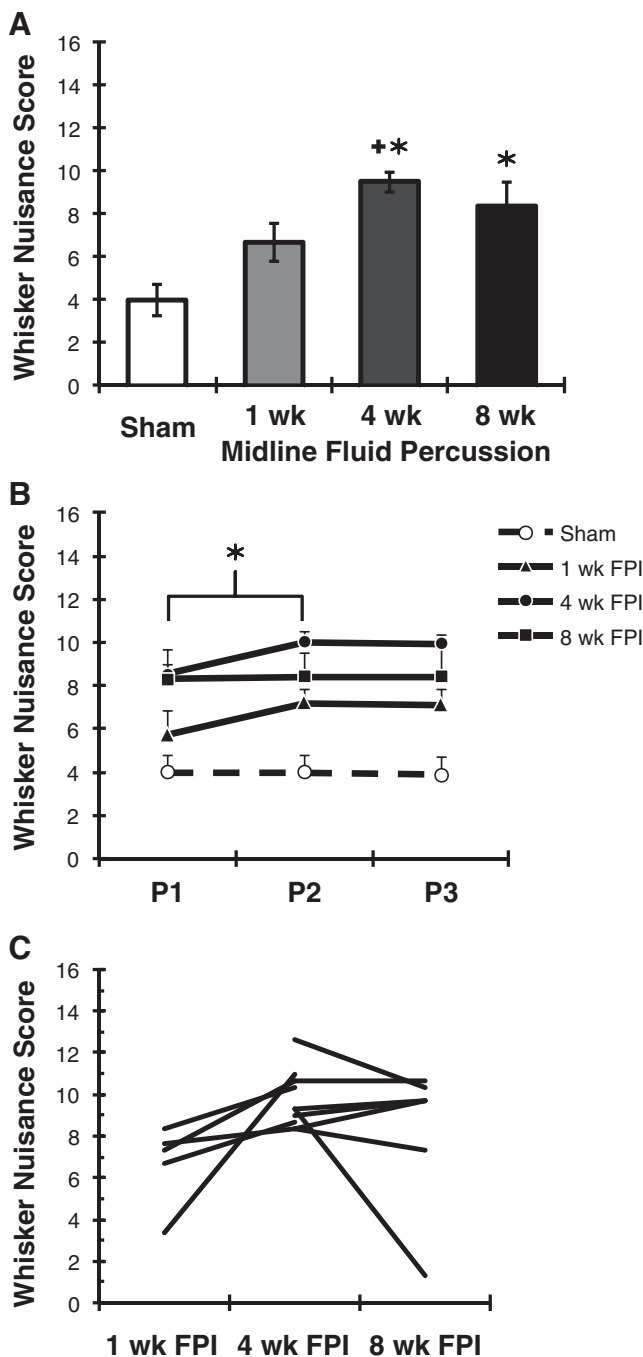 A
Whisker Nuisance Score
16
14
12
10
8
6
4
2
0
+*
*
Sham
1 wk
4 wk
8 wk
Midline Fluid Percussion
B
Whisker Nuisance Score
16
14
12
10
8
6
4
2
0
*
P1
P2
P3
Sham
1 wk FPI
4 wk FPI
8 wk FPI
C
Whisker Nuisance Score
16
14
12
10
8
6
4
2
0
1 wk FPI
4 wk FPI
8 wk FPI